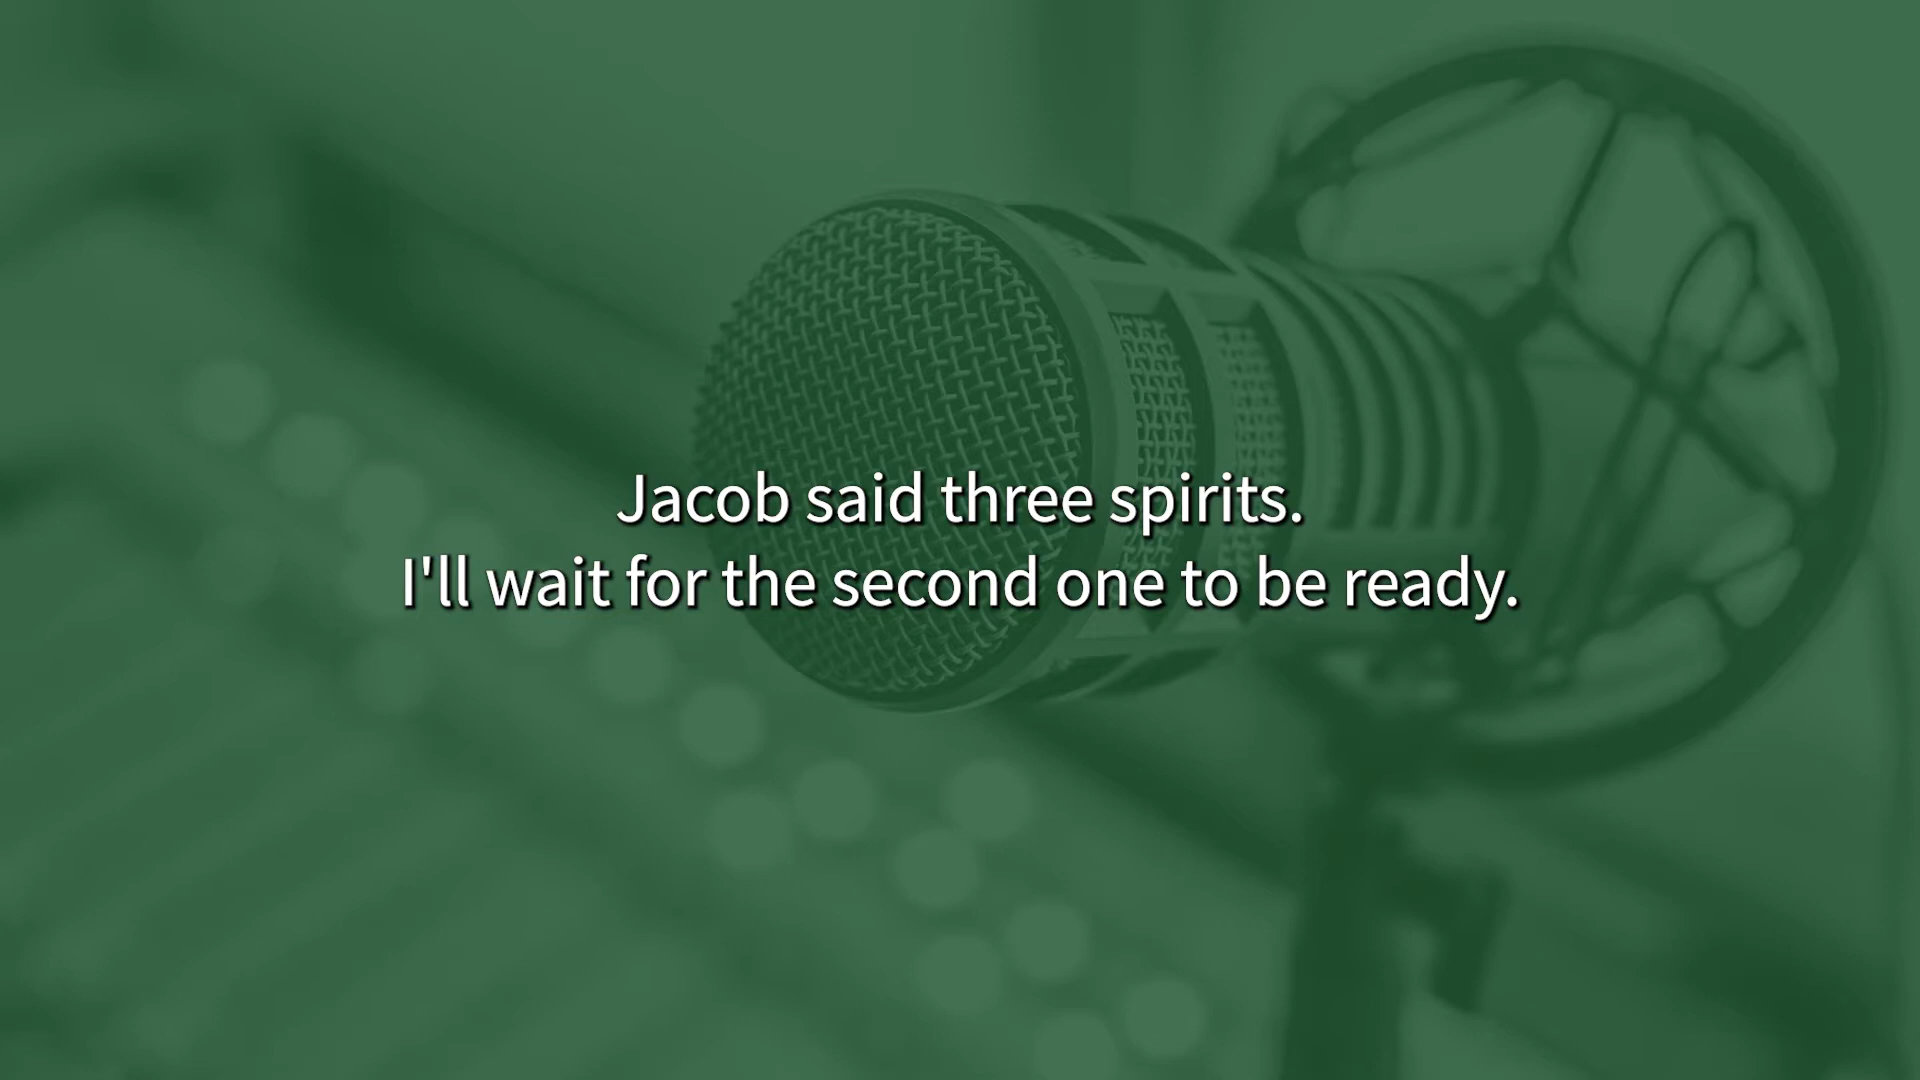 Jacob said three spirits.
I'll wait for the second one to be ready.